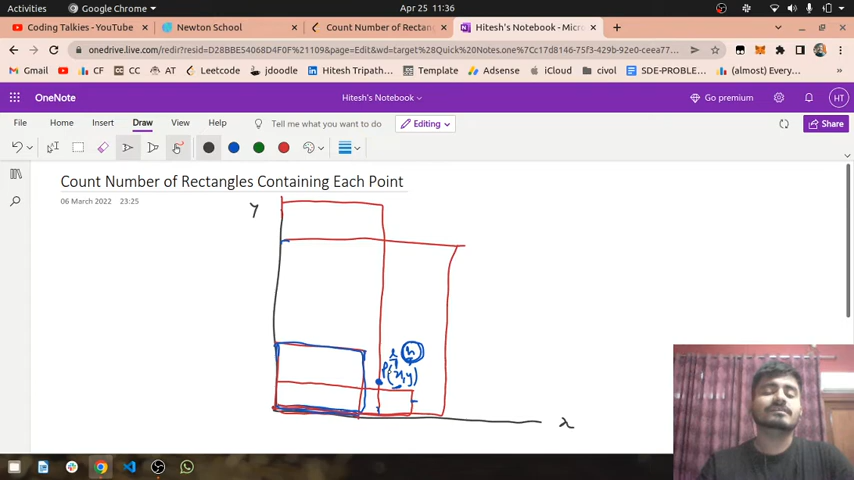 Activities
Google Chrome
Apr 25 11:36
Coding Talkies - YouTube
Newton School
Count Number of Rectan
Hitesh's Notebook - Micro
onedrive.live.com/redir?resid=D28BBE54068D4F0F%21109&page=Edit&wd=target%28Quick Notes.one%7Cc17d8146-75f3-429b-92e0-ceea77...
Gmail
CF
CC
AT
Leetcode
jdoodle
Hitesh Tripath...
Template
Adsense
iCloud
civol
SDE-PROBLE...
(almost) Every...
OneNote
Hitesh's Notebook
Go premium
HT
File
Home
Insert
Draw
View
Help
Tell me what you want to do
Editing
Share
Count Number of Rectangles Containing Each Point
06 March 2022 23:25
y
h
P(x,y)
x